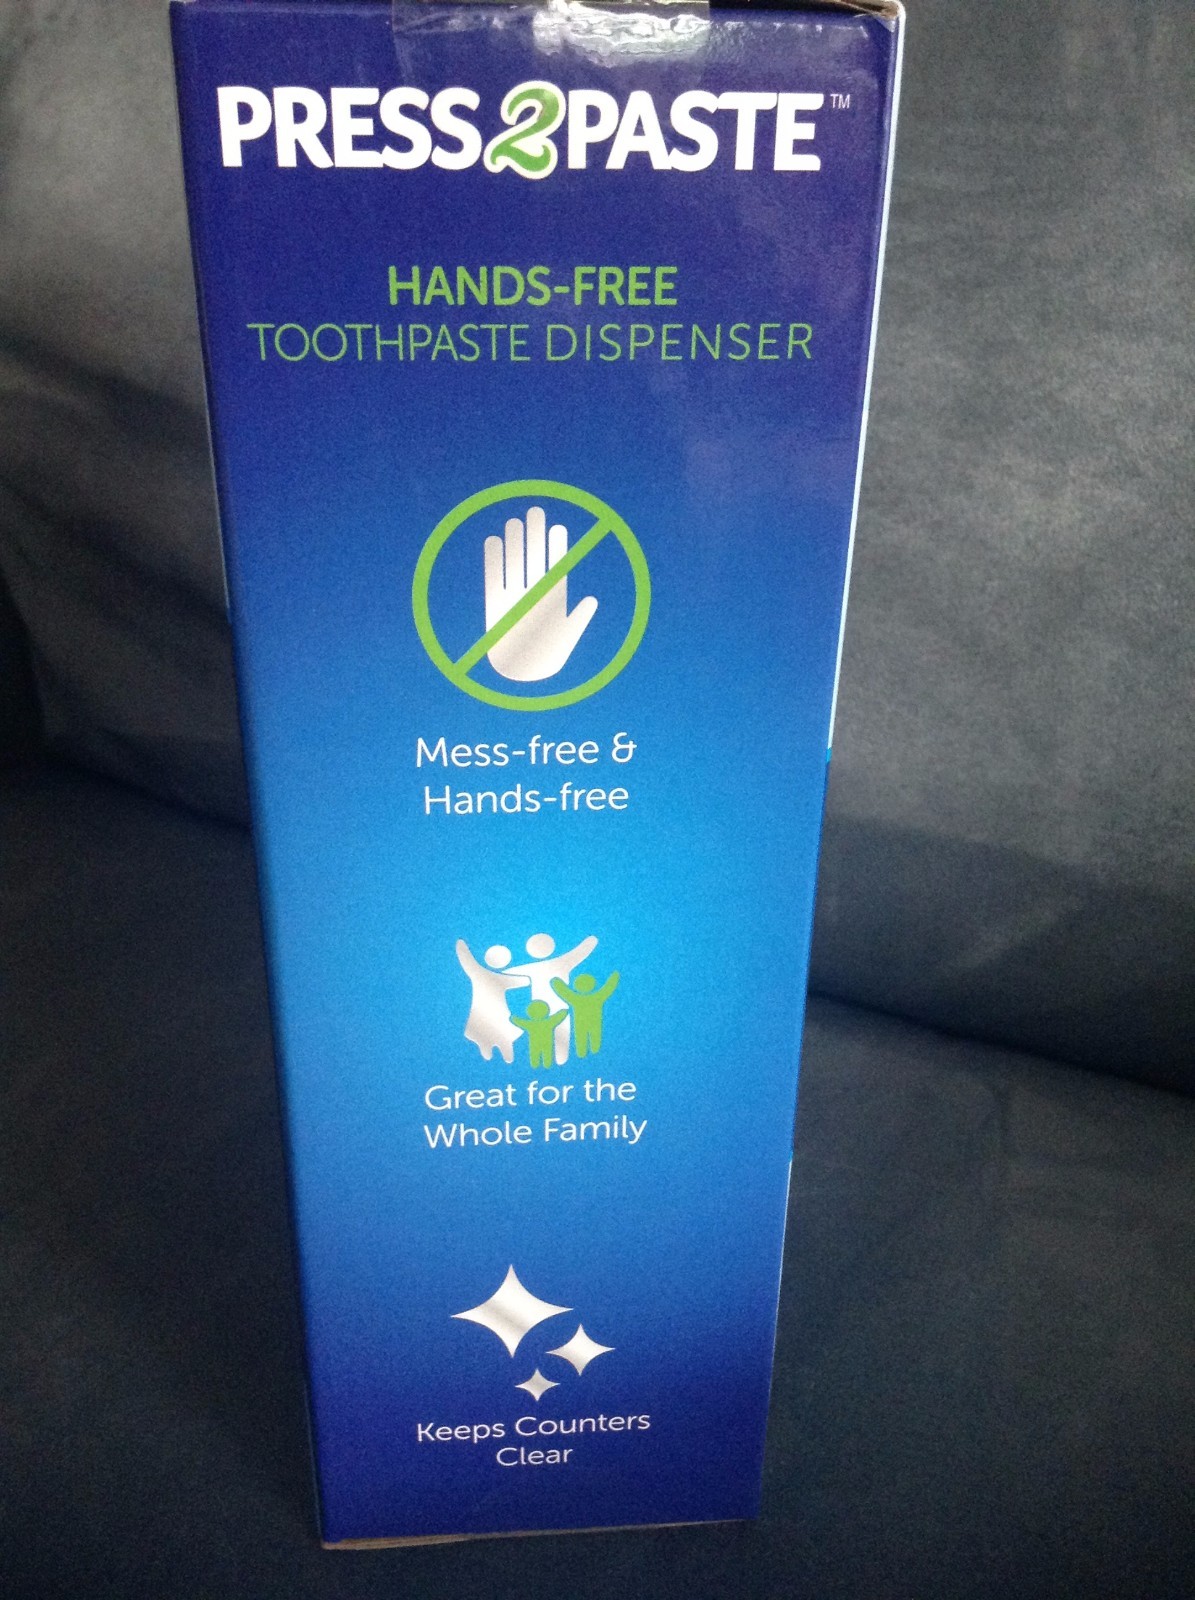 PRESS2PASTE™
HANDS-FREE
TOOTHPASTE DISPENSER
Mess-free &
Hands-free
Great for the
Whole Family
Keeps Counters
Clear